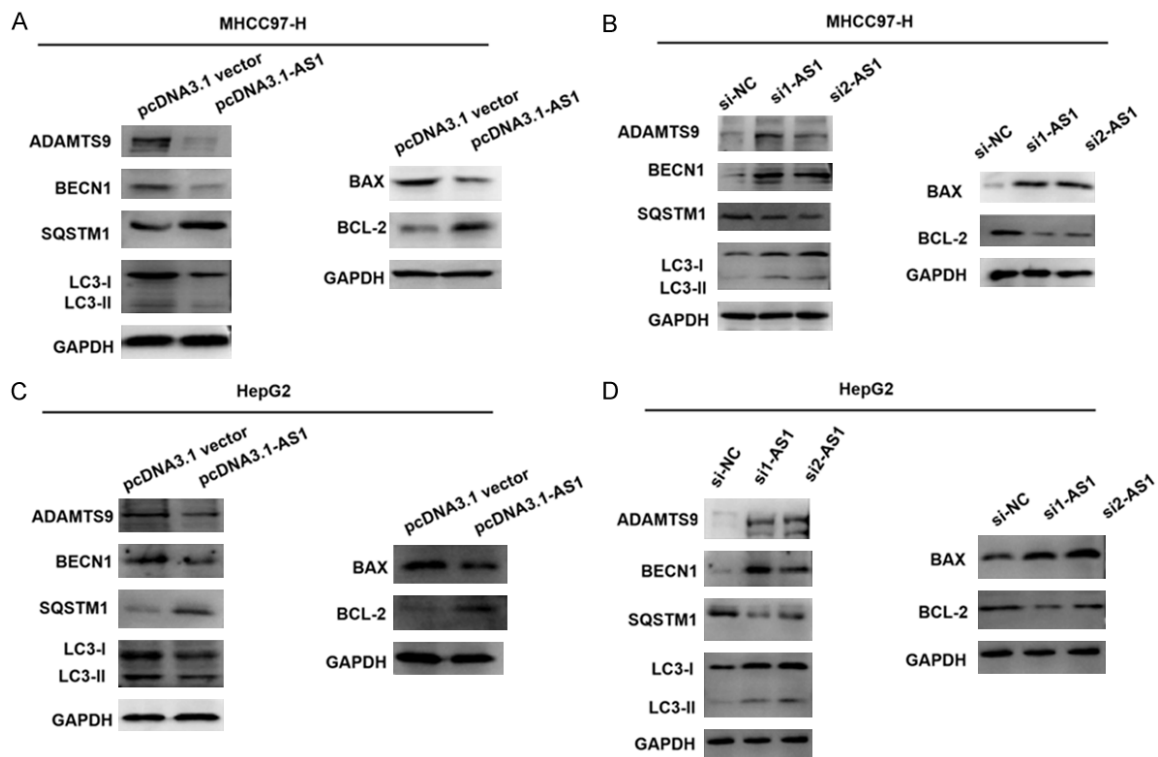 A
MHCC97-H
pcDNA3.1 vector
pcDNA3.1-AS1
ADAMTS9
BECN1
SQSTM1
LC3-I
LC3-II
GAPDH
pcDNA3.1 vector
pcDNA3.1-AS1
BAX
BCL-2
GAPDH
B
MHCC97-H
si-NC
si1-AS1
si2-AS1
ADAMTS9
BECN1
SQSTM1
LC3-I
LC3-II
GAPDH
si-NC
si1-AS1
si2-AS1
BAX
BCL-2
GAPDH
C
HepG2
pcDNA3.1 vector
pcDNA3.1-AS1
ADAMTS9
BECN1
SQSTM1
LC3-I
LC3-II
GAPDH
pcDNA3.1 vector
pcDNA3.1-AS1
BAX
BCL-2
GAPDH
D
HepG2
si-NC
si1-AS1
si2-AS1
ADAMTS9
BECN1
SQSTM1
LC3-I
LC3-II
GAPDH
si-NC
si1-AS1
si2-AS1
BAX
BCL-2
GAPDH